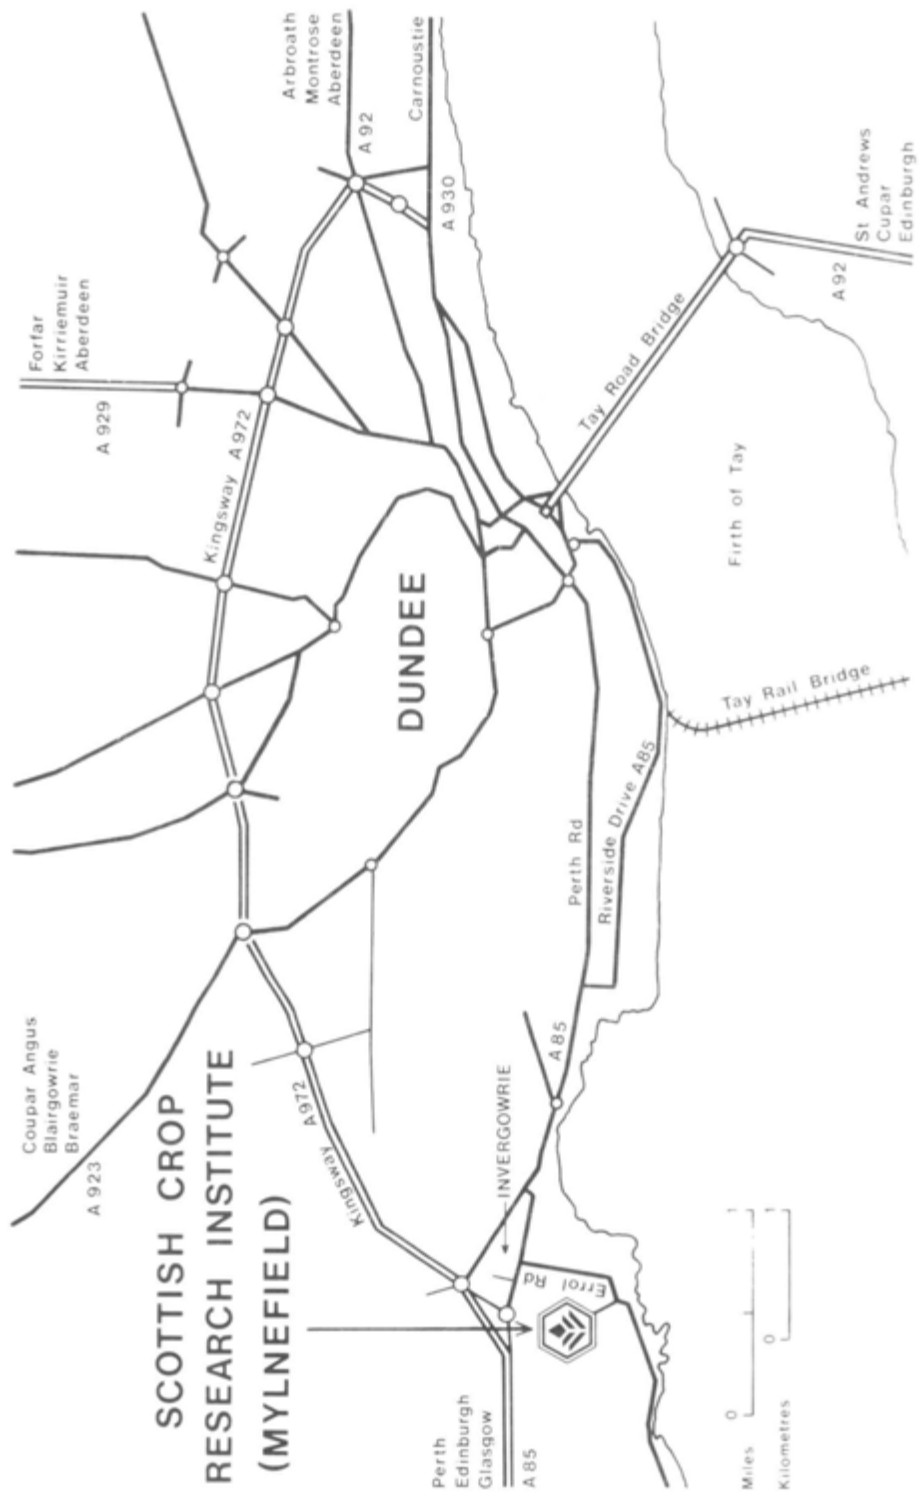 Coupar Angus
Blairgowrie
Braemar
A 923
Forfar
Kirriemuir
Aberdeen
A 929
Arbroath
Montrose
Aberdeen
A 92
Carnoustie
A 930
Kingsway A 972
SCOTTISH CROP
RESEARCH INSTITUTE
(MYLNEFIELD)
Kingsway
A 972
DUNDEE
Perth
Edinburgh
Glasgow
A 85
INVERGOWRIE
Errol Rd
A 85
Perth Rd
Riverside Drive A85
Tay Road Bridge
Firth of Tay
Tay Rail Bridge
A 92
St Andrews
Cupar
Edinburgh
Miles 0 1
Kilometres 0 1